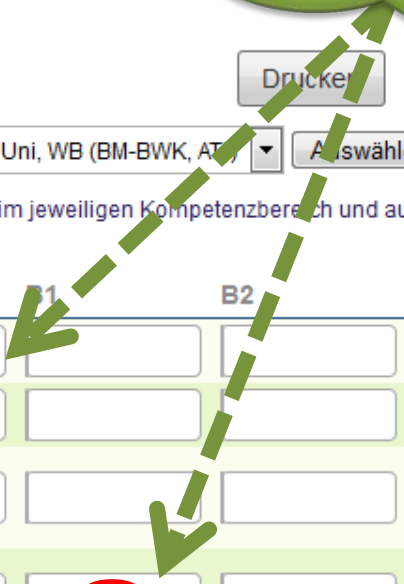 Drucken
Uni, WB (BM-BWK, AT)
Auswähl
im jeweiligen Kompetenzbereich und au
B1
B2